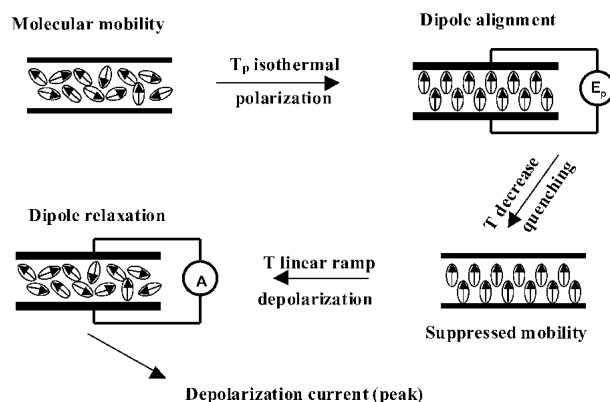 Molecular mobility
Tp isothermal
polarization
Dipole alignment
Ep
T decrease
quenching
Suppressed mobility
T linear ramp
depolarization
Dipole relaxation
A
Depolarization current (peak)